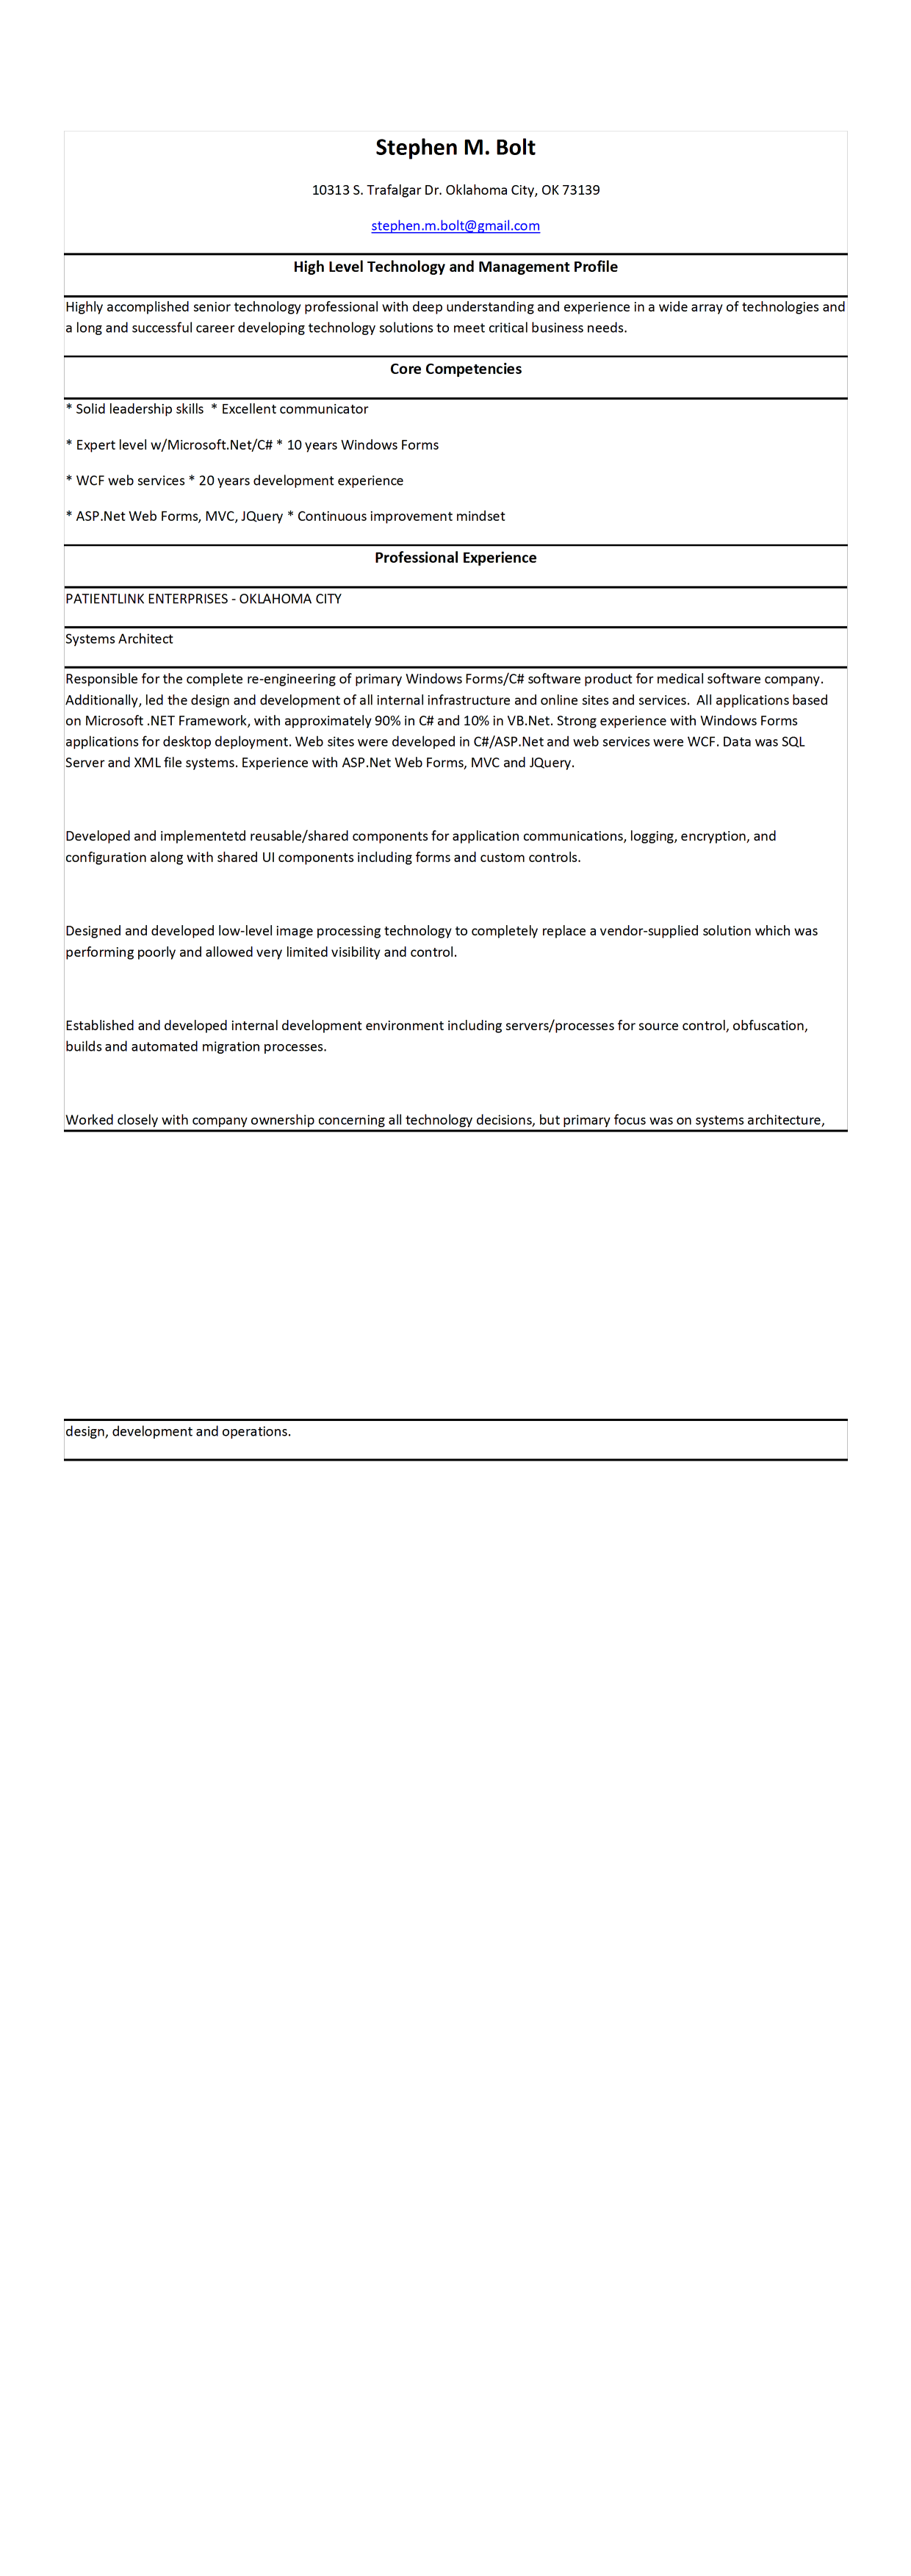 Stephen M. Bolt
10313 S. Trafalgar Dr. Oklahoma City, OK 73139
stephen.m.bolt@gmail.com
High Level Technology and Management Profile
Highly accomplished senior technology professional with deep understanding and experience in a wide array of technologies and
a long and successful career developing technology solutions to meet critical business needs.
Core Competencies
* Solid leadership skills  * Excellent communicator
* Expert level w/Microsoft.Net/C# * 10 years Windows Forms
* WCF web services * 20 years development experience
* ASP.Net Web Forms, MVC, JQuery * Continuous improvement mindset
Professional Experience
PATIENTLINK ENTERPRISES - OKLAHOMA CITY
Systems Architect
Responsible for the complete re-engineering of primary Windows Forms/C# software product for medical software company.
Additionally, led the design and development of all internal infrastructure and online sites and services.  All applications based
on Microsoft .NET Framework, with approximately 90% in C# and 10% in VB.Net. Strong experience with Windows Forms
applications for desktop deployment. Web sites were developed in C#/ASP.Net and web services were WCF. Data was SQL
Server and XML file systems. Experience with ASP.Net Web Forms, MVC and JQuery.
Developed and implementetd reusable/shared components for application communications, logging, encryption, and
configuration along with shared UI components including forms and custom controls.
Designed and developed low-level image processing technology to completely replace a vendor-supplied solution which was
performing poorly and allowed very limited visibility and control.
Established and developed internal development environment including servers/processes for source control, obfuscation,
builds and automated migration processes.
Worked closely with company ownership concerning all technology decisions, but primary focus was on systems architecture,
design, development and operations.